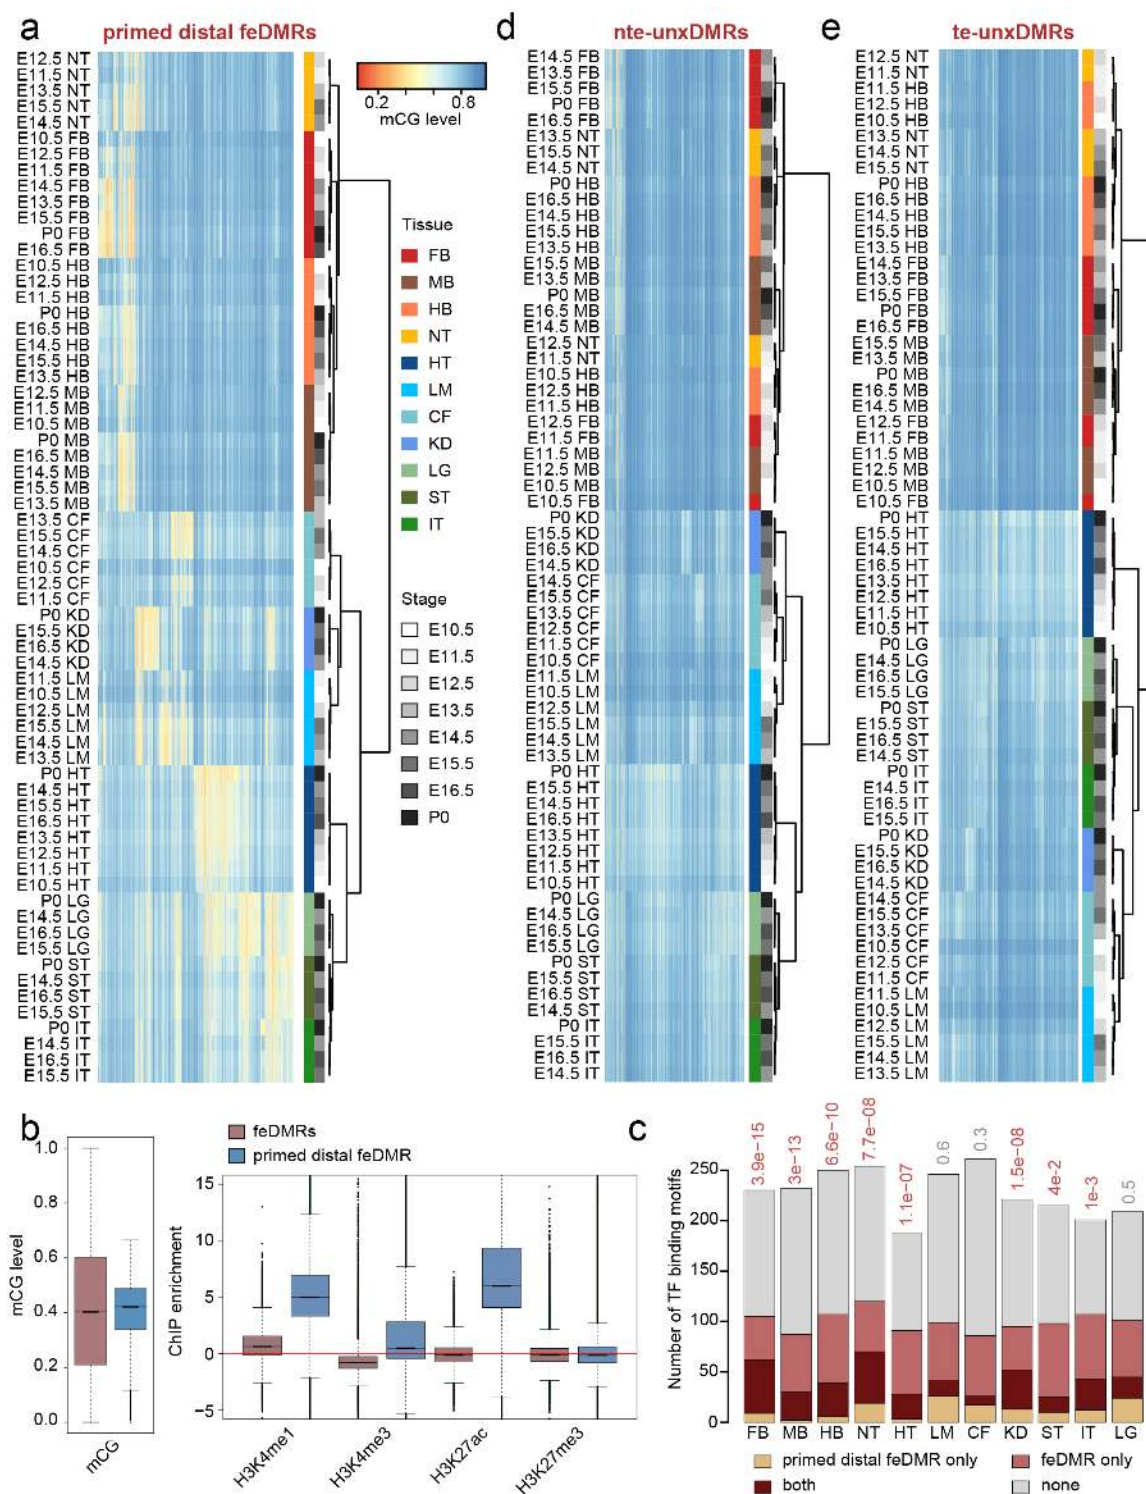 a
primed distal feDMRs
E12.5 NT
E11.5 NT
E13.5 NT
E15.5 NT
E14.5 NT
E10.5 FB
E12.5 FB
E11.5 FB
E14.5 FB
E13.5 FB
E15.5 FB
P0 FB
E16.5 FB
E10.5 HB
E12.5 HB
E11.5 HB
P0 HB
E16.5 HB
E14.5 HB
E15.5 HB
E13.5 HB
E12.5 MB
E11.5 MB
E10.5 MB
P0 MB
E16.5 MB
E14.5 MB
E15.5 MB
E13.5 MB
E13.5 CF
E15.5 CF
E14.5 CF
E10.5 CF
E12.5 CF
E11.5 CF
P0 KD
E15.5 KD
E16.5 KD
E14.5 KD
E11.5 LM
E10.5 LM
E12.5 LM
E15.5 LM
E14.5 LM
E13.5 LM
P0 HT
E14.5 HT
E15.5 HT
E16.5 HT
E13.5 HT
E12.5 HT
E11.5 HT
E10.5 HT
P0 LG
E14.5 LG
E16.5 LG
E15.5 LG
P0 ST
E14.5 ST
E16.5 ST
E15.5 ST
P0 IT
E14.5 IT
E16.5 IT
E15.5 IT
0.2 0.8
mCG level
Tissue
FB
MB
HB
NT
HT
LM
CF
KD
LG
ST
IT
Stage
E10.5
E11.5
E12.5
E13.5
E14.5
E15.5
E16.5
P0
d
nte-unxDMRs
E14.5 FB
E13.5 FB
E15.5 FB
P0 FB
E16.5 FB
E13.5 NT
E15.5 NT
E14.5 NT
P0 HB
E16.5 HB
E14.5 HB
E15.5 HB
E13.5 HB
E15.5 MB
E13.5 MB
P0 MB
E16.5 MB
E14.5 MB
E12.5 NT
E11.5 NT
E10.5 HB
E12.5 HB
E11.5 HB
E12.5 FB
E11.5 FB
E11.5 MB
E12.5 MB
E10.5 MB
E10.5 FB
P0 KD
E15.5 KD
E16.5 KD
E14.5 KD
E14.5 CF
E15.5 CF
E13.5 CF
E12.5 CF
E11.5 CF
E10.5 CF
E11.5 LM
E10.5 LM
E12.5 LM
E15.5 LM
E14.5 LM
E13.5 LM
P0 HT
E15.5 HT
E14.5 HT
E16.5 HT
E13.5 HT
E12.5 HT
E11.5 HT
E10.5 HT
P0 LG
E14.5 LG
E16.5 LG
E15.5 LG
P0 ST
E15.5 ST
E16.5 ST
E14.5 ST
P0 IT
E15.5 IT
E16.5 IT
E14.5 IT
e
te-unxDMRs
E12.5 NT
E11.5 NT
E11.5 HB
E12.5 HB
E10.5 HB
E13.5 NT
E14.5 NT
E15.5 NT
P0 HB
E16.5 HB
E14.5 HB
E15.5 HB
E13.5 HB
E14.5 FB
E13.5 FB
E15.5 FB
P0 FB
E16.5 FB
E15.5 MB
E13.5 MB
P0 MB
E16.5 MB
E14.5 MB
E12.5 FB
E11.5 FB
E11.5 MB
E12.5 MB
E10.5 MB
E10.5 FB
P0 HT
E15.5 HT
E14.5 HT
E16.5 HT
E13.5 HT
E12.5 HT
E11.5 HT
E10.5 HT
P0 LG
E14.5 LG
E16.5 LG
E15.5 LG
P0 ST
E15.5 ST
E16.5 ST
E14.5 ST
P0 IT
E14.5 IT
E16.5 IT
E15.5 IT
P0 KD
E15.5 KD
E16.5 KD
E14.5 KD
E14.5 CF
E15.5 CF
E13.5 CF
E10.5 CF
E12.5 CF
E11.5 CF
E11.5 LM
E10.5 LM
E12.5 LM
E15.5 LM
E14.5 LM
E13.5 LM
b
mCG level
1.0
0.8
0.6
0.4
0.2
0.0
mCG
feDMRs
primed distal feDMR
ChIP enrichment
15
10
5
0
−5
H3K4me1
H3K4me3
H3K27ac
H3K27me3
c
Number of TF binding motifs
250
200
150
100
50
0
3.9e−15
3e−13
6.6e−10
7.7e−08
1.1e−07
0.6
0.3
1.5e−08
4e-2
1e-3
0.5
FB MB HB NT HT LM CF KD ST IT LG
primed distal feDMR only
feDMR only
both
none